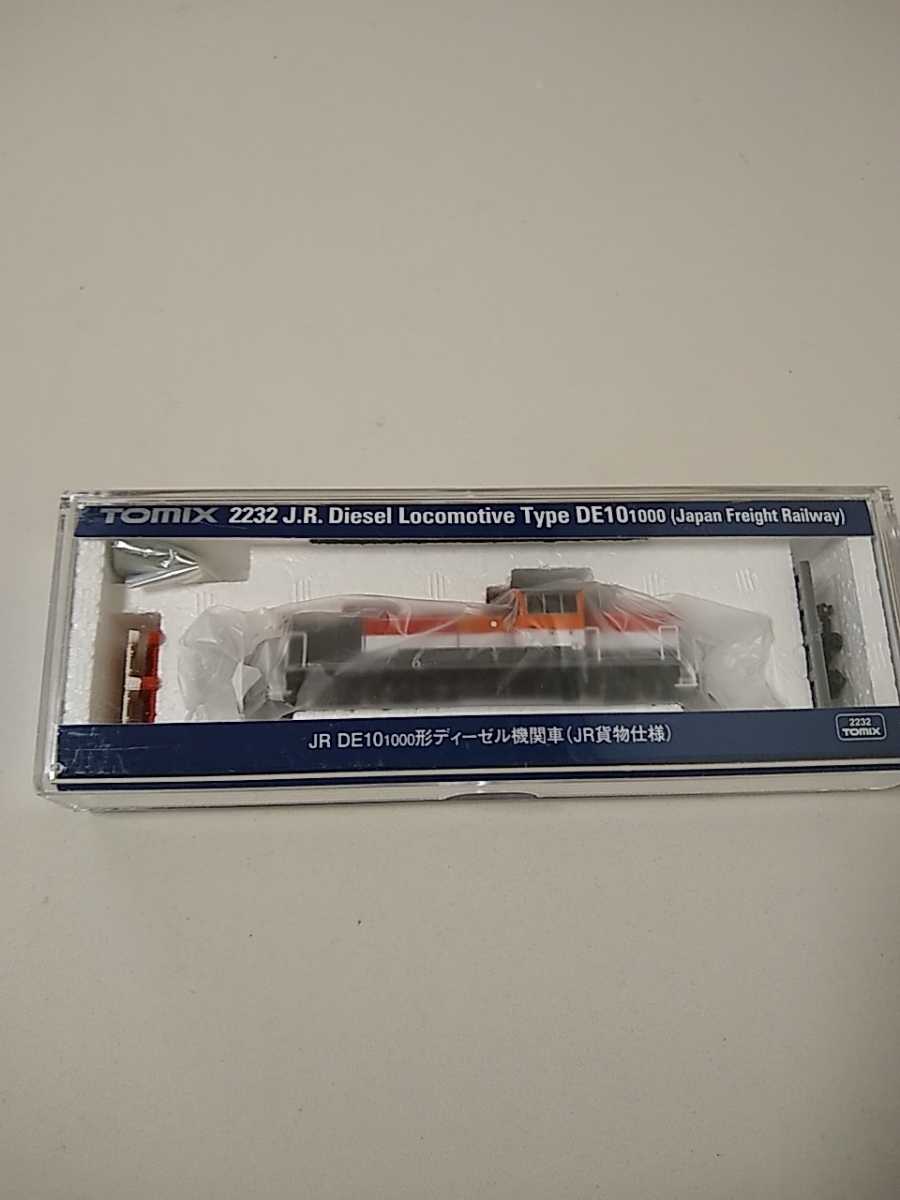 TOMIX 2232 J.R. Diesel Locomotive Type DE101000 (Japan Freight Railway)
JR DE101000形ディーゼル機関車(JR貨物仕様)
2232
TOMIX